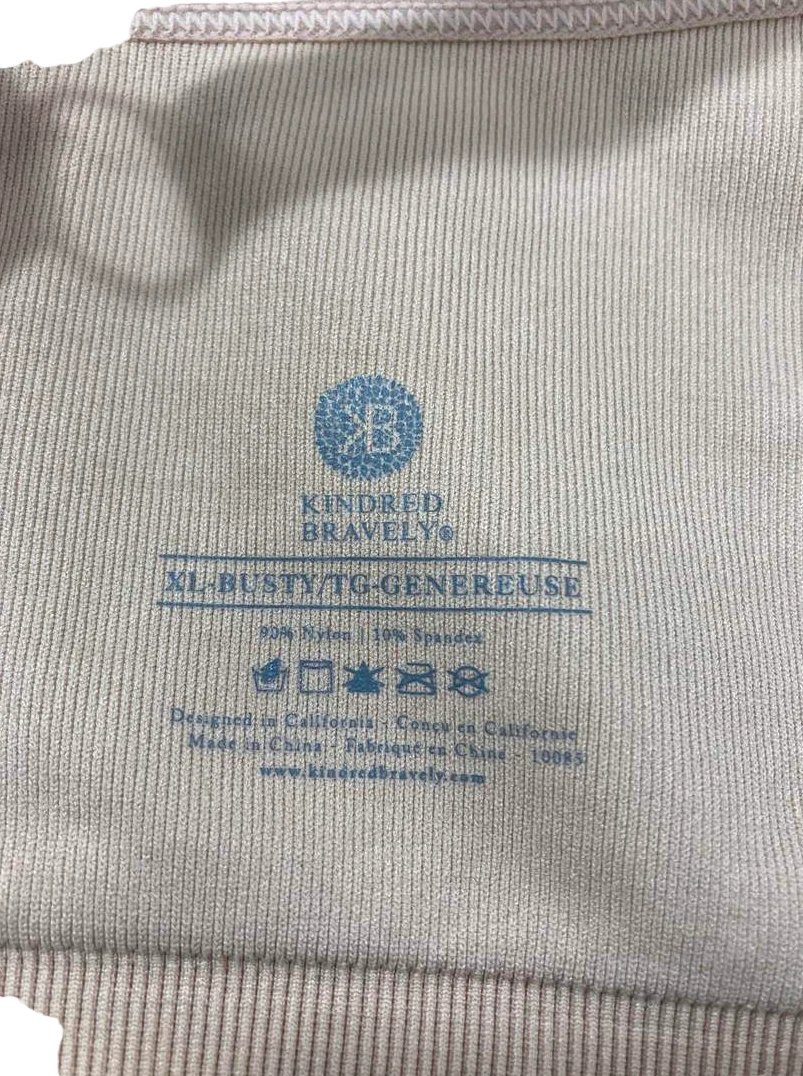 KB
KINDRED
BRAVELY®
XL-BUSTY/TG-GENEREUSE
90% Nylon | 10% Spandex
Designed in California - Conçu en Californie
Made in China - Fabriqué en Chine - 10085
www.kindredbravely.com